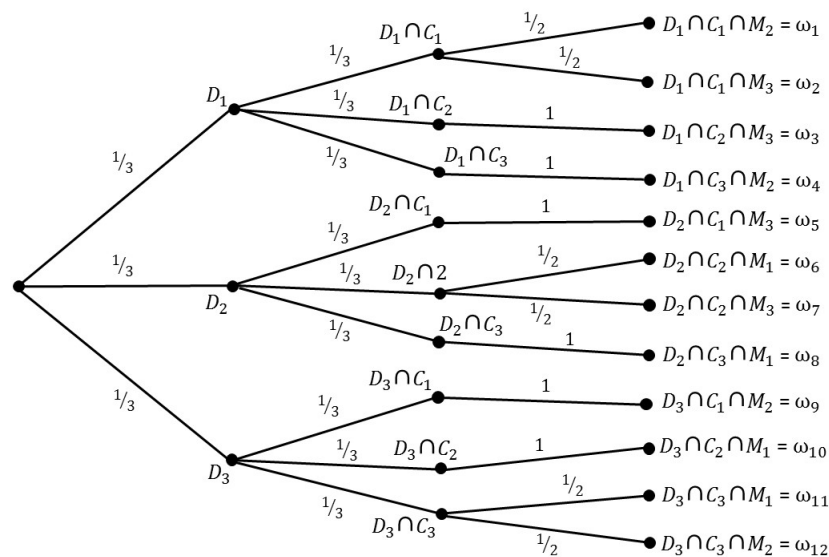 D₁∩C₁ 1/2 D₁∩C₁∩M₂ = ω₁
1/3 1/2 D₁∩C₁∩M₃ = ω₂
D₁ 1/3 D₁∩C₂ 1 D₁∩C₂∩M₃ = ω₃
1/3 1/3 D₁∩C₃ 1 D₁∩C₃∩M₂ = ω₄
D₂∩C₁ 1 D₂∩C₁∩M₃ = ω₅
1/3 1/2 D₂∩C₂∩M₁ = ω₆
1/3 D₂ 1/3 D₂∩2 1/2 D₂∩C₂∩M₃ = ω₇
1/3 D₂∩C₃ 1 D₂∩C₃∩M₁ = ω₈
1/3 D₃∩C₁ 1 D₃∩C₁∩M₂ = ω₉
1/3 1/3 D₃∩C₂ 1 D₃∩C₂∩M₁ = ω₁₀
D₃ 1/2 D₃∩C₃∩M₁ = ω₁₁
1/3 D₃∩C₃ 1/2 D₃∩C₃∩M₂ = ω₁₂